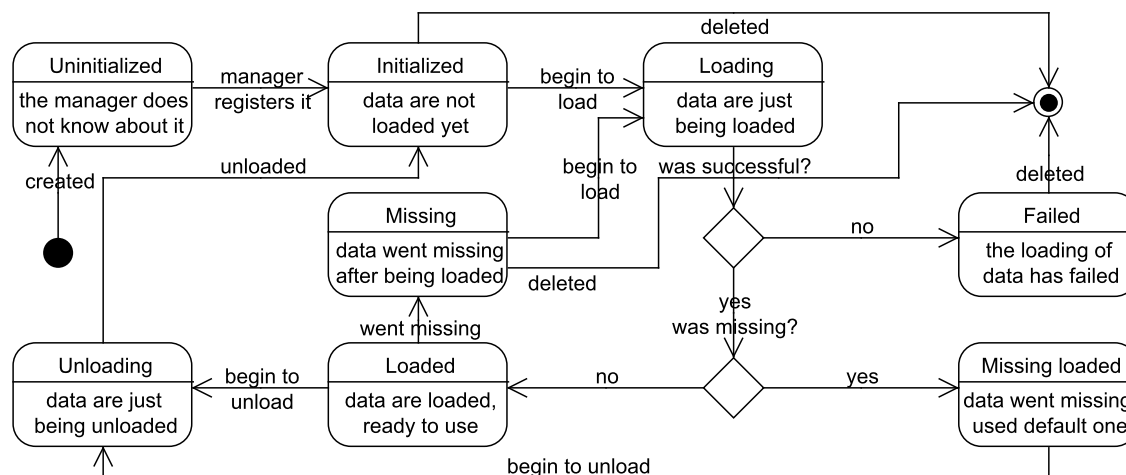 deleted
Uninitialized
the manager does
not know about it
manager
registers it
Initialized
data are not
loaded yet
begin to
load
Loading
data are just
being loaded
created
unloaded
begin to
load
was successful?
deleted
Missing
data went missing
after being loaded
deleted
no
Failed
the loading of
data has failed
went missing
yes
was missing?
Unloading
data are just
being unloaded
begin to
unload
Loaded
data are loaded,
ready to use
no
yes
Missing loaded
data went missing
used default one
begin to unload